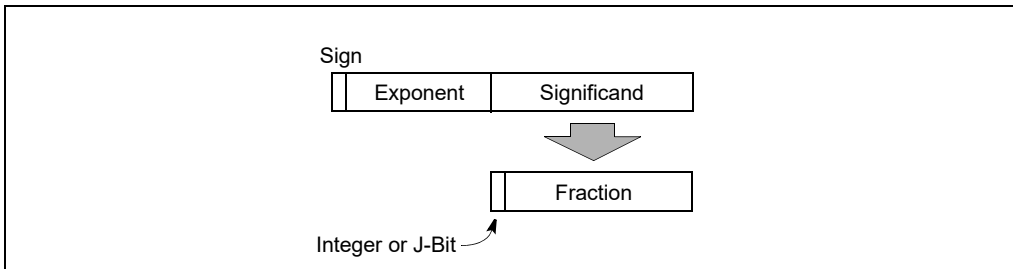 Sign
Exponent Significand
Fraction
Integer or J-Bit